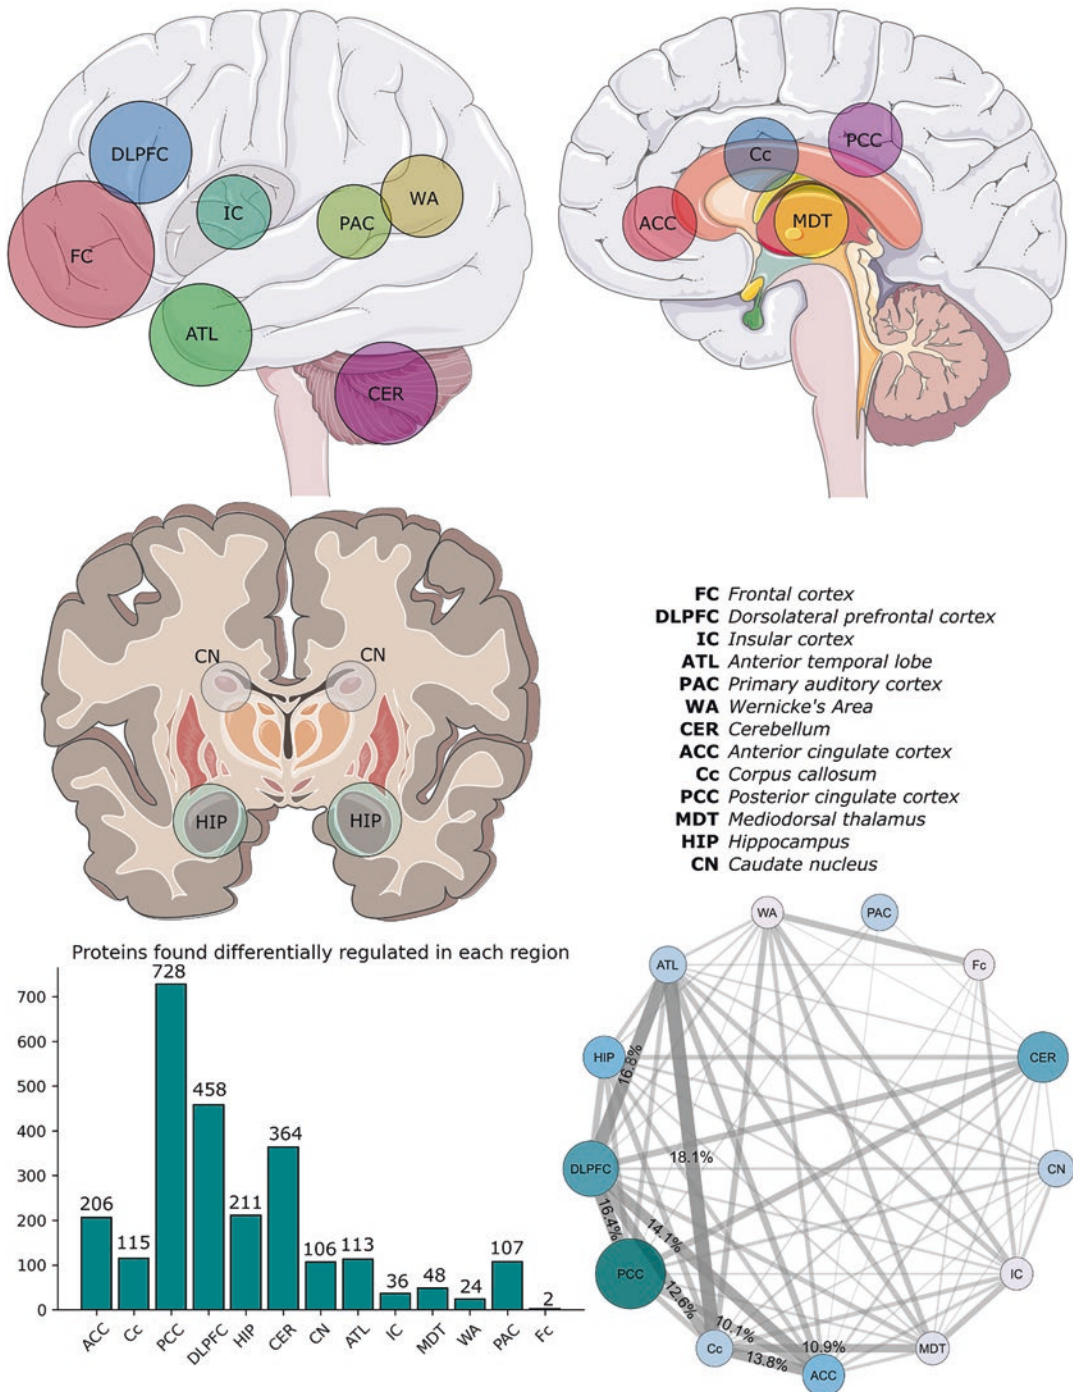 DLPFC
IC
PAC
WA
FC
ATL
CER
Cc
PCC
ACC
MDT
CN
CN
HIP
HIP
FC Frontal cortex
DLPFC Dorsolateral prefrontal cortex
IC Insular cortex
ATL Anterior temporal lobe
PAC Primary auditory cortex
WA Wernicke's Area
CER Cerebellum
ACC Anterior cingulate cortex
Cc Corpus callosum
PCC Posterior cingulate cortex
MDT Mediodorsal thalamus
HIP Hippocampus
CN Caudate nucleus
Proteins found differentially regulated in each region
700
600
500
400
300
200
100
0
206
115
728
458
211
364
106
113
36
48
24
107
2
ACC
Cc
PCC
DLPFC
HIP
CER
CN
ATL
IC
MDT
WA
PAC
Fc
WA
PAC
ATL
Fc
HIP
CER
16.8%
DLPFC
18.1%
CN
16.4%
14.1%
PCC
12.6%
IC
10.1%
Cc
13.8%
10.9%
MDT
ACC